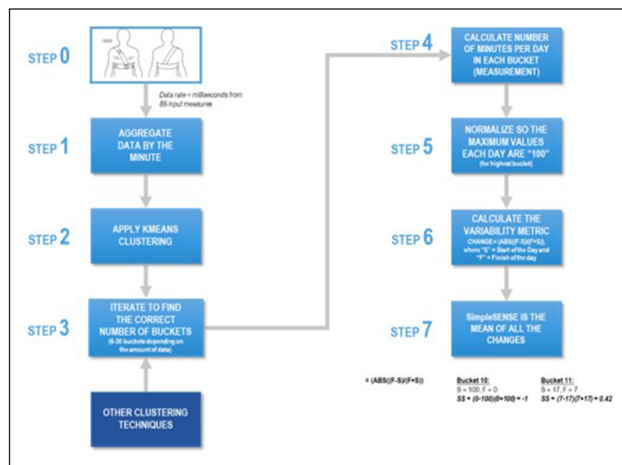 STEP 0
Data rate = milliseconds from
85 input measures
STEP 1
AGGREGATE
DATA BY THE
MINUTE
STEP 2
APPLY KMEANS
CLUSTERING
STEP 3
ITERATE TO FIND
THE CORRECT
NUMBER OF BUCKETS
(6-30 buckets depending on
the amount of data)
OTHER CLUSTERING
TECHNIQUES
STEP 4
CALCULATE NUMBER
OF MINUTES PER DAY
IN EACH BUCKET
(MEASUREMENT)
STEP 5
NORMALIZE SO THE
MAXIMUM VALUES
EACH DAY ARE "100"
(for highest bucket)
STEP 6
CALCULATE THE
VARIABILITY METRIC
CHANGE = (ABS((F-S)/(F+S)),
where "S" = Start of the Day and
"F" = Finish of the day
STEP 7
SimpleSENSE IS THE
MEAN OF ALL THE
CHANGES
= (ABS((F-S)/(F+S))
Bucket 10:
S = 100, F = 0
SS = (0-100)(0+100) = -1
Bucket 11:
S = 17, F = 7
SS = (7-17)(7+17) = 0.42